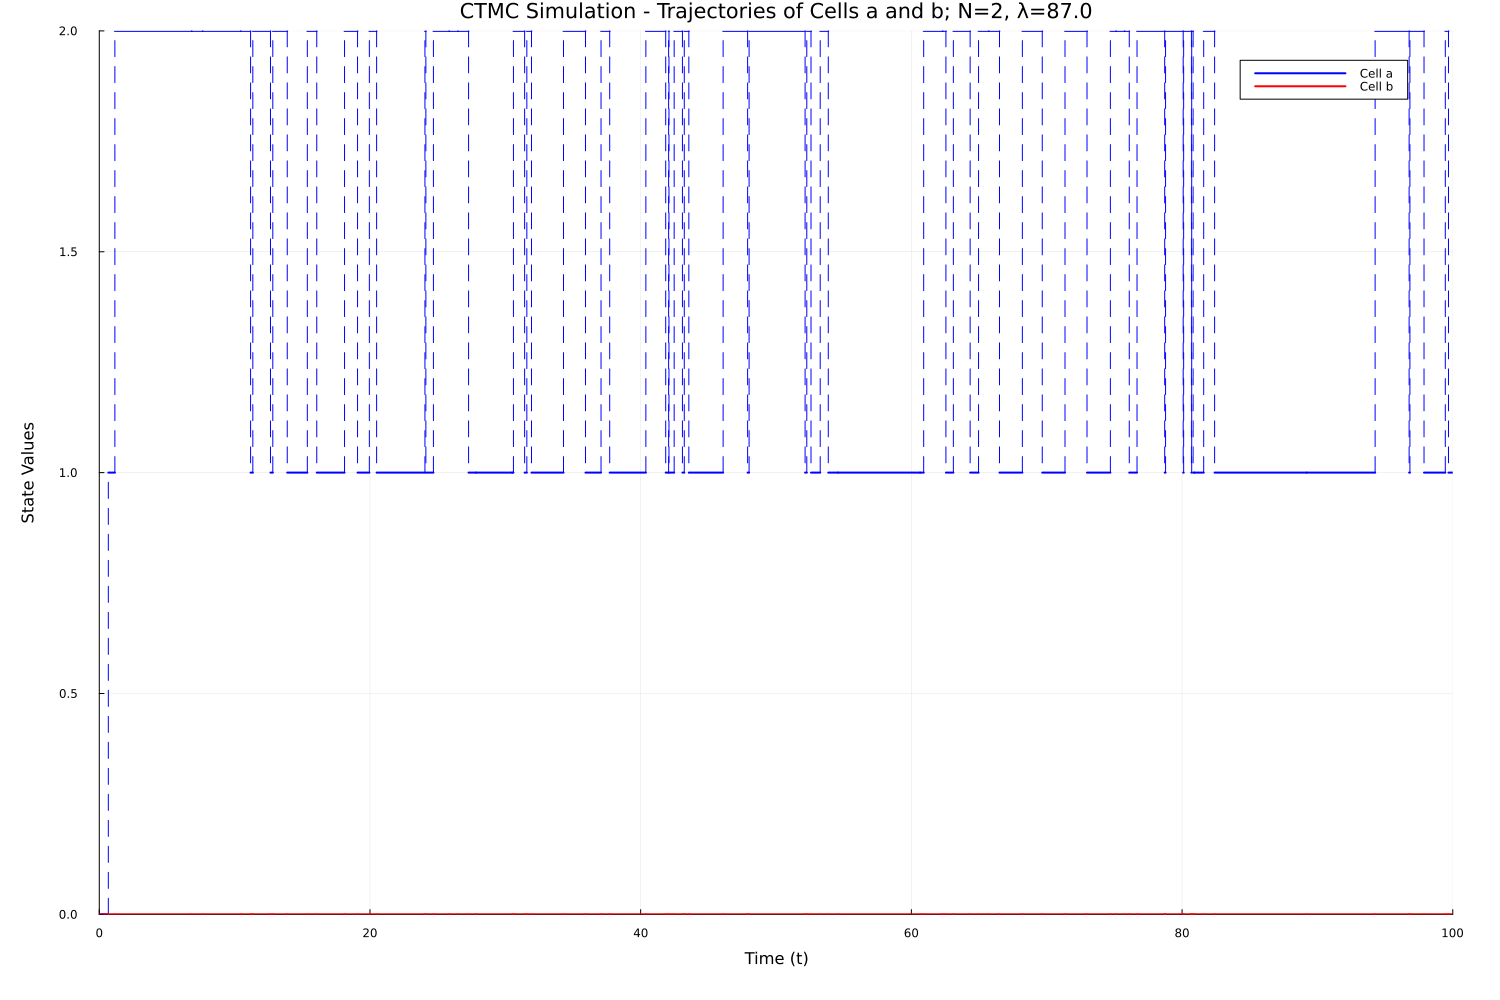 CTMC Simulation - Trajectories of Cells a and b; N=2, λ=87.0
2.0
Cell a
Cell b
1.5
1.0
State Values
0.5
0.0
0 20 40 60 80 100
Time (t)